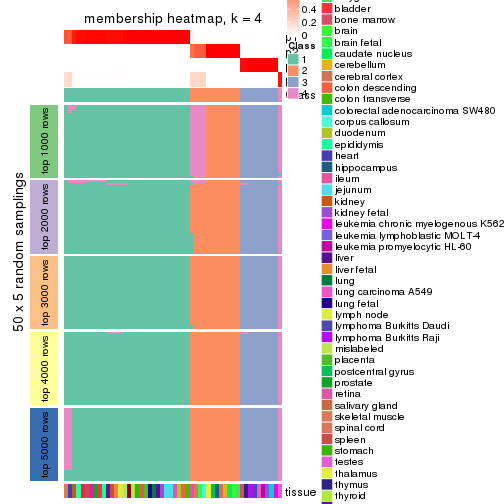 membership heatmap, k = 4
50 x 5 random samplings
top 1000 rows
top 2000 rows
top 3000 rows
top 4000 rows
top 5000 rows
0.4
0.2
0
Class
1
2
3
4
Class
tissue
bladder
bone marrow
brain
brain fetal
caudate nucleus
cerebellum
cerebral cortex
colon descending
colon transverse
colorectal adenocarcinoma SW480
corpus callosum
duodenum
epididymis
heart
hippocampus
ileum
jejunum
kidney
kidney fetal
leukemia chronic myelogenous K562
leukemia lymphoblastic MOLT-4
leukemia promyelocytic HL-60
liver
liver fetal
lung
lung carcinoma A549
lung fetal
lymph node
lymphoma Burkitts Daudi
lymphoma Burkitts Raji
mislabeled
placenta
postcentral gyrus
prostate
retina
salivary gland
skeletal muscle
spinal cord
spleen
stomach
testes
thalamus
thymus
thyroid